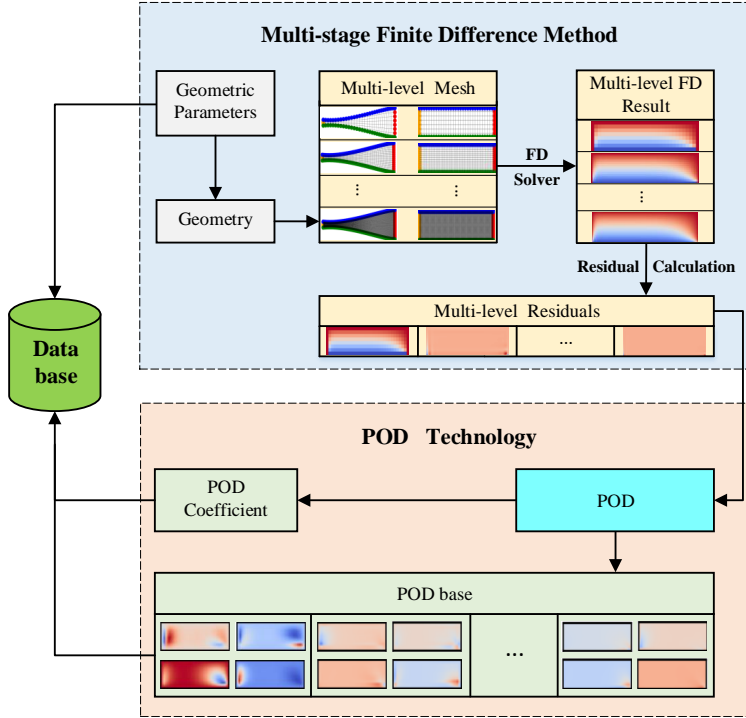 Multi-stage Finite Difference Method
Geometric
Parameters
Multi-level Mesh
Multi-level FD
Result
FD
Solver
⋮ ⋮
⋮
Geometry
Residual Calculation
Multi-level Residuals
...
Data
base
POD Technology
POD
Coefficient
POD
POD base
...